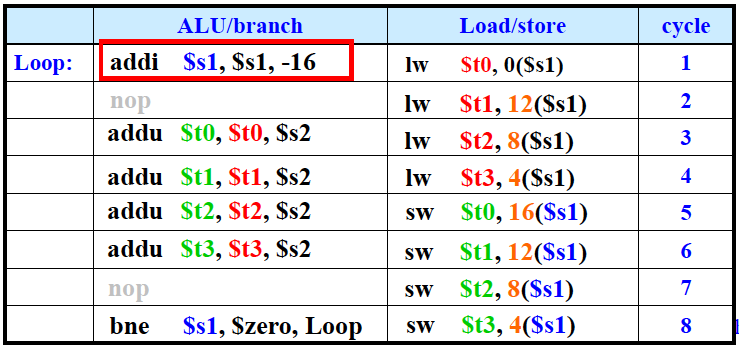 ALU/branch Load/store cycle
Loop: addi $s1, $s1, -16 lw $t0, 0($s1) 1
nop lw $t1, 12($s1) 2
addu $t0, $t0, $s2 lw $t2, 8($s1) 3
addu $t1, $t1, $s2 lw $t3, 4($s1) 4
addu $t2, $t2, $s2 sw $t0, 16($s1) 5
addu $t3, $t3, $s2 sw $t1, 12($s1) 6
nop sw $t2, 8($s1) 7
bne $s1, $zero, Loop sw $t3, 4($s1) 8